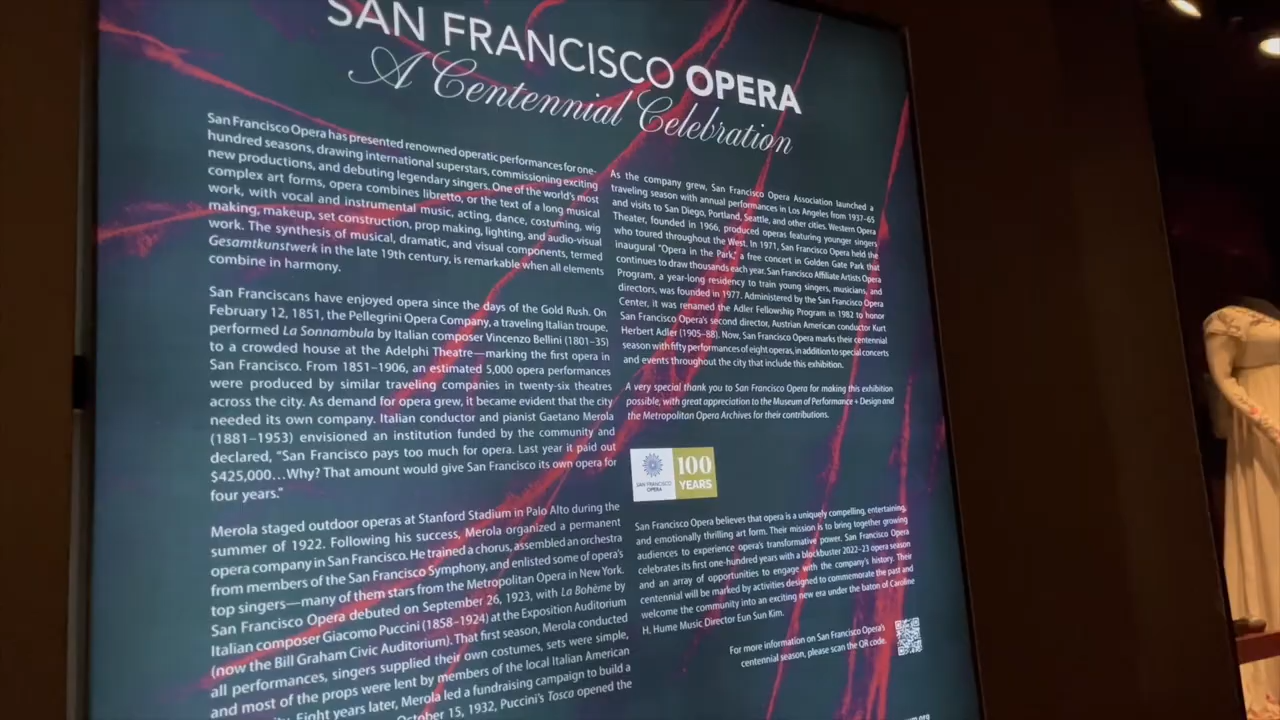 SAN FRANCISCO OPERA
A Centennial Celebration
San Francisco Opera has presented renowned operatic performances for one-
hundred seasons, drawing international superstars, commissioning exciting
new productions, and debuting legendary singers. One of the world's most
complex art forms, opera combines libretto, or the text of a long musical
work, with vocal and instrumental music, acting, dance, costuming, wig
making, makeup, set construction, prop making, lighting, and audio-visual
work. The synthesis of musical, dramatic, and visual components, termed
Gesamtkunstwerk in the late 19th century, is remarkable when all elements
combine in harmony.
San Franciscans have enjoyed opera since the days of the Gold Rush. On
February 12, 1851, the Pellegrini Opera Company, a traveling Italian troupe,
performed La Sonnambula by Italian composer Vincenzo Bellini (1801–35)
to a crowded house at the Adelphi Theatre—marking the first opera in
San Francisco. From 1851–1906, an estimated 5,000 opera performances
were produced by similar traveling companies in twenty-six theatres
across the city. As demand for opera grew, it became evident that the city
needed its own company. Italian conductor and pianist Gaetano Merola
(1881–1953) envisioned an institution funded by the community and
declared, "San Francisco pays too much for opera. Last year it paid out
$425,000...Why? That amount would give San Francisco its own opera for
four years."
Merola staged outdoor operas at Stanford Stadium in Palo Alto during the
summer of 1922. Following his success, Merola organized a permanent
opera company in San Francisco. He trained a chorus, assembled an orchestra
from members of the San Francisco Symphony, and enlisted some of opera's
top singers—many of them stars from the Metropolitan Opera in New York.
San Francisco Opera debuted on September 26, 1923, with La Bohème by
Italian composer Giacomo Puccini (1858–1924) at the Exposition Auditorium
(now the Bill Graham Civic Auditorium). That first season, Merola conducted
all performances, singers supplied their own costumes, sets were simple,
and most of the props were lent by members of the local Italian American
Eight years later, Merola led a fundraising campaign to build a
October 15, 1932, Puccini's Tosca opened the
As the company grew, San Francisco Opera Association launched a
traveling season with annual performances in Los Angeles from 1937–65
and visits to San Diego, Portland, Seattle, and other cities. Western Opera
Theater, founded in 1966, produced operas featuring younger singers
who toured throughout the West. In 1971, San Francisco Opera held the
inaugural "Opera in the Park," a free concert in Golden Gate Park that
continues to draw thousands each year. San Francisco Affiliate Artists Opera
Program, a year-long residency to train young singers, musicians, and
directors, was founded in 1977. Administered by the San Francisco Opera
Center, it was renamed the Adler Fellowship Program in 1982 to honor
San Francisco Opera's second director, Austrian American conductor Kurt
Herbert Adler (1905–88). Now, San Francisco Opera marks their centennial
season with fifty performances of eight operas, in addition to special concerts
and events throughout the city that include this exhibition.
A very special thank you to San Francisco Opera for making this exhibition
possible, with great appreciation to the Museum of Performance + Design and
the Metropolitan Opera Archives for their contributions.
SAN FRANCISCO
OPERA
100
YEARS
San Francisco Opera believes that opera is a uniquely compelling, entertaining,
and emotionally thrilling art form. Their mission is to bring together growing
audiences to experience opera's transformative power. San Francisco Opera
celebrates its first one-hundred years with a blockbuster 2022–23 opera season
and an array of opportunities to engage with the company's history. Their
centennial will be marked by activities designed to commemorate the past and
welcome the community into an exciting new era under the baton of Caroline
H. Hume Music Director Eun Sun Kim.
For more information on San Francisco Opera's
centennial season, please scan the QR code.